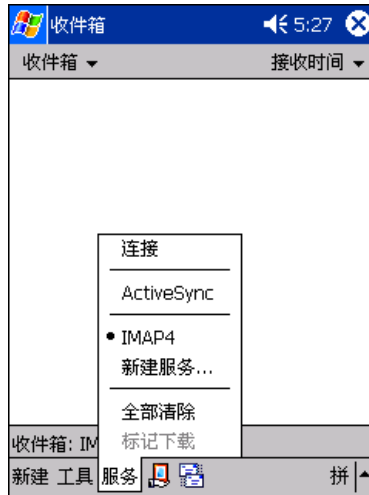 收件箱 5:27
收件箱 接收时间
连接
ActiveSync
IMAP4
新建服务...
全部清除
标记下载
收件箱: IM
新建 工具 服务 拼